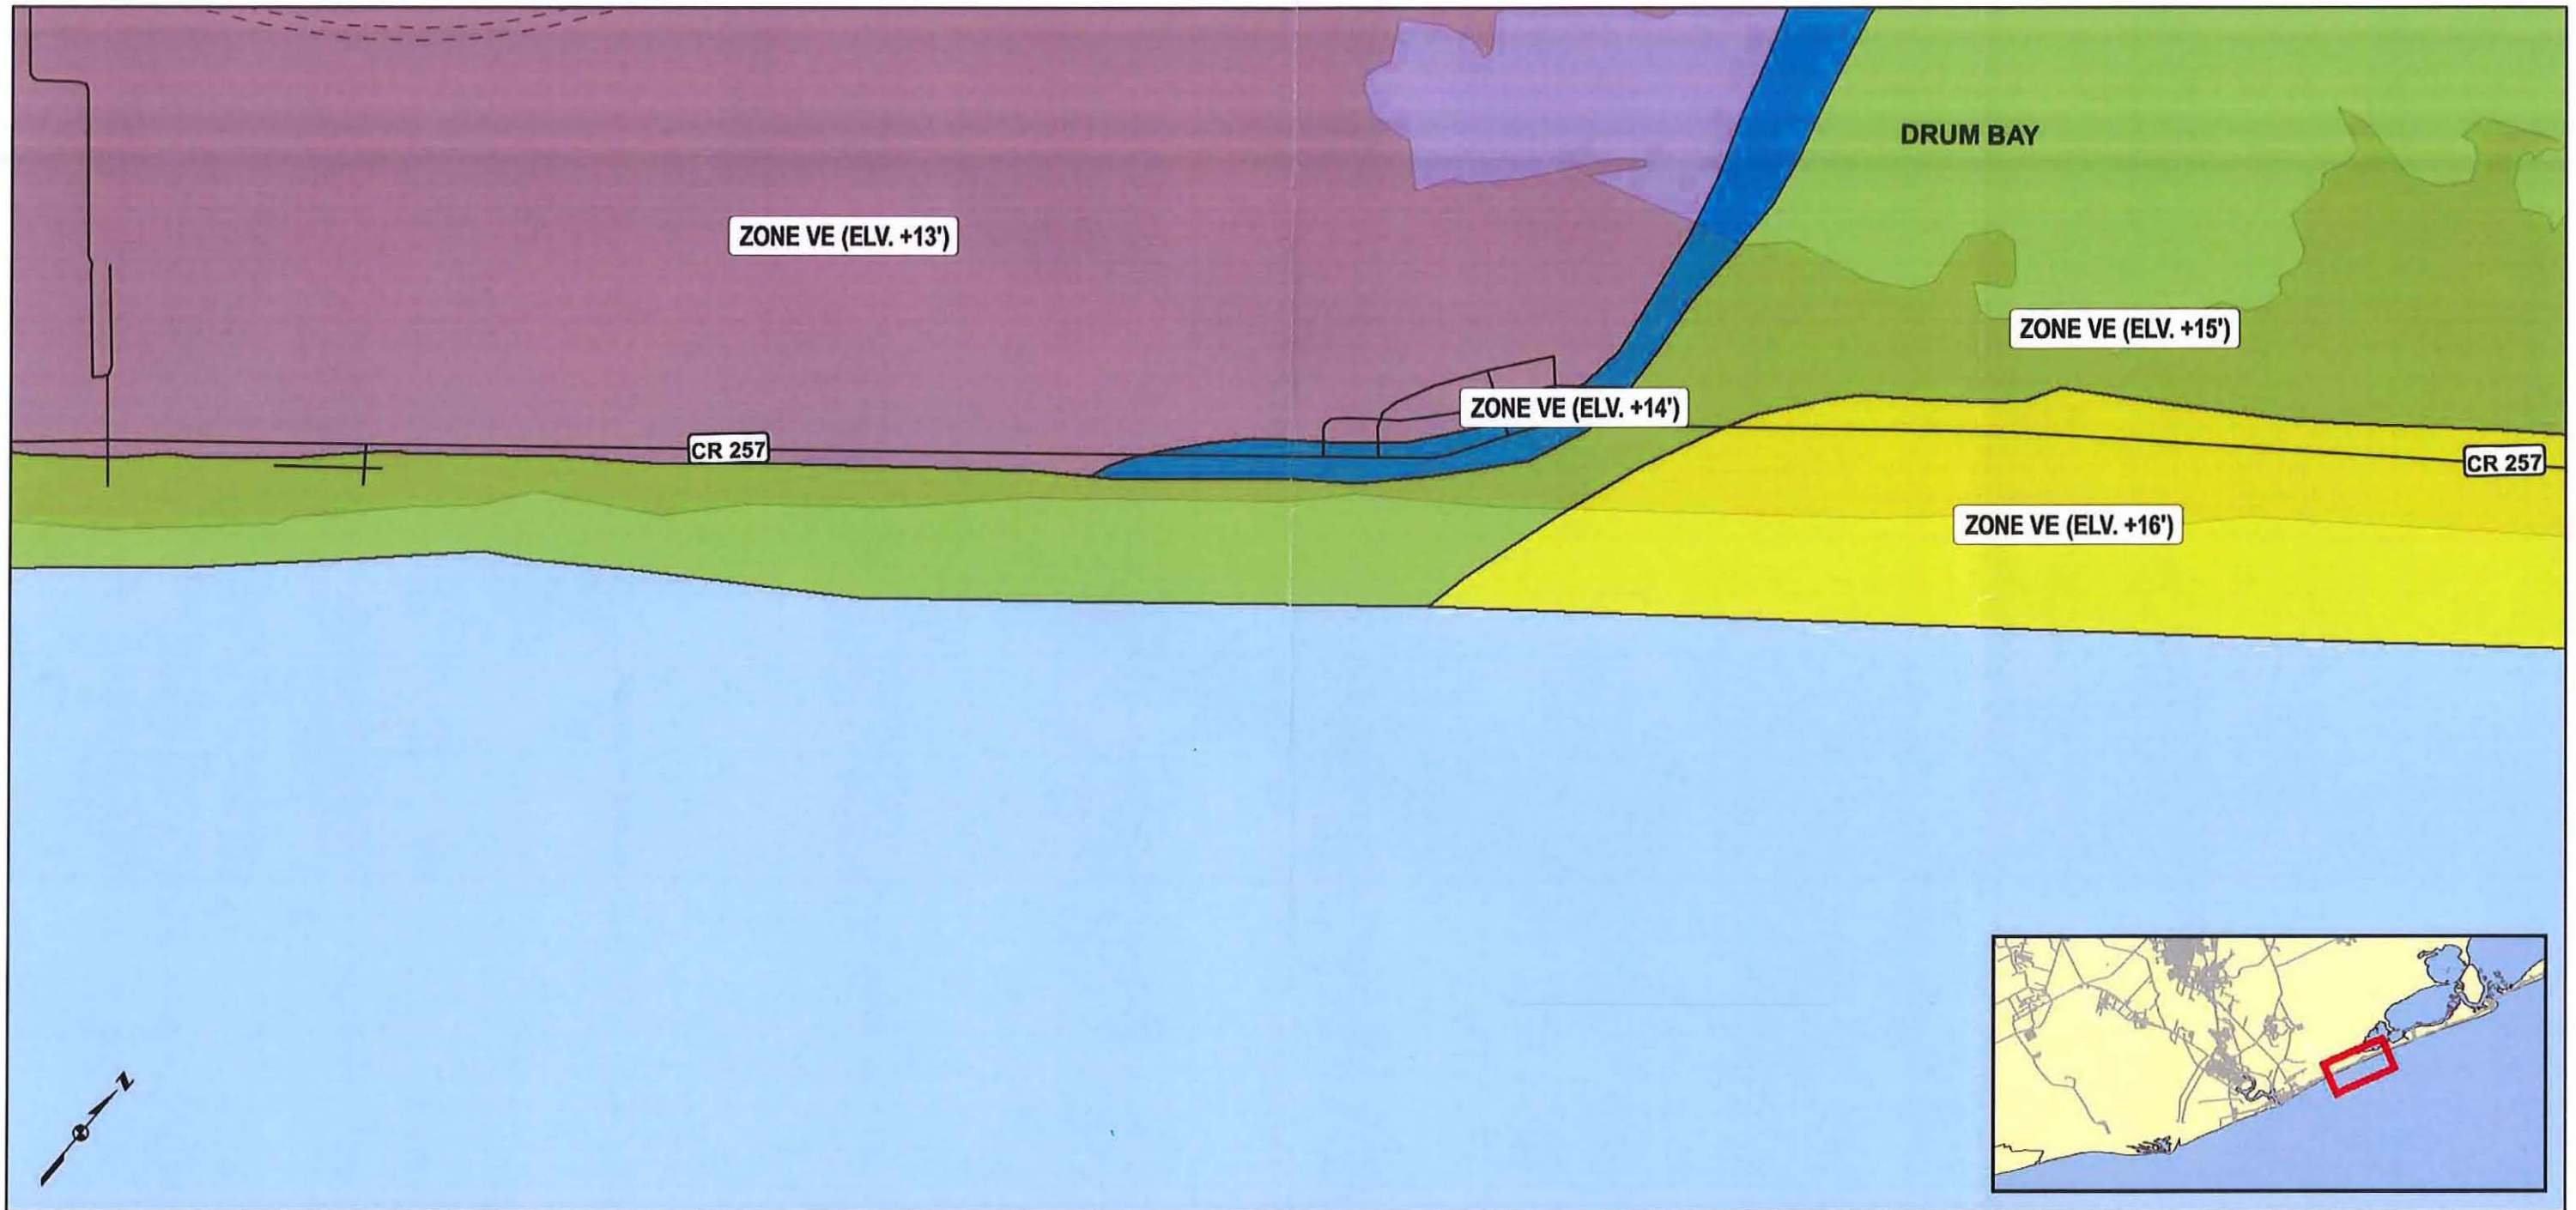 DRUM BAY
ZONE VE (ELV. +13')
ZONE VE (ELV. +15')
ZONE VE (ELV. +14')
CR 257
CR 257
ZONE VE (ELV. +16')
Z